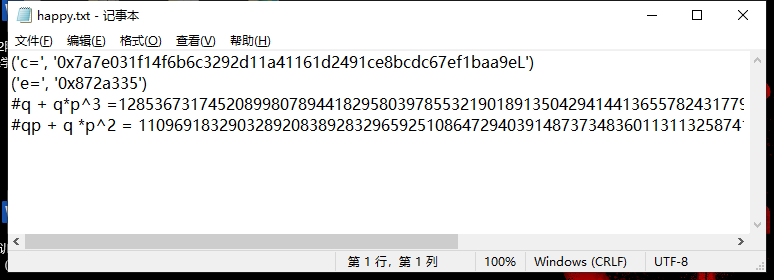 happy.txt - 记事本
文件(F) 编辑(E) 格式(O) 查看(V) 帮助(H)
('c=', '0x7a7e031f14f6b6c3292d11a41161d2491ce8bcdc67ef1baa9eL')
('e=', '0x872a335')
#q + q*p^3 =1285367317452089980789441829580397855321901891350429414413655782431779
#qp + q *p^2 = 1109691832903289208389283296592510864729403914873734836011311325874
第 1 行，第 1 列 100% Windows (CRLF) UTF-8